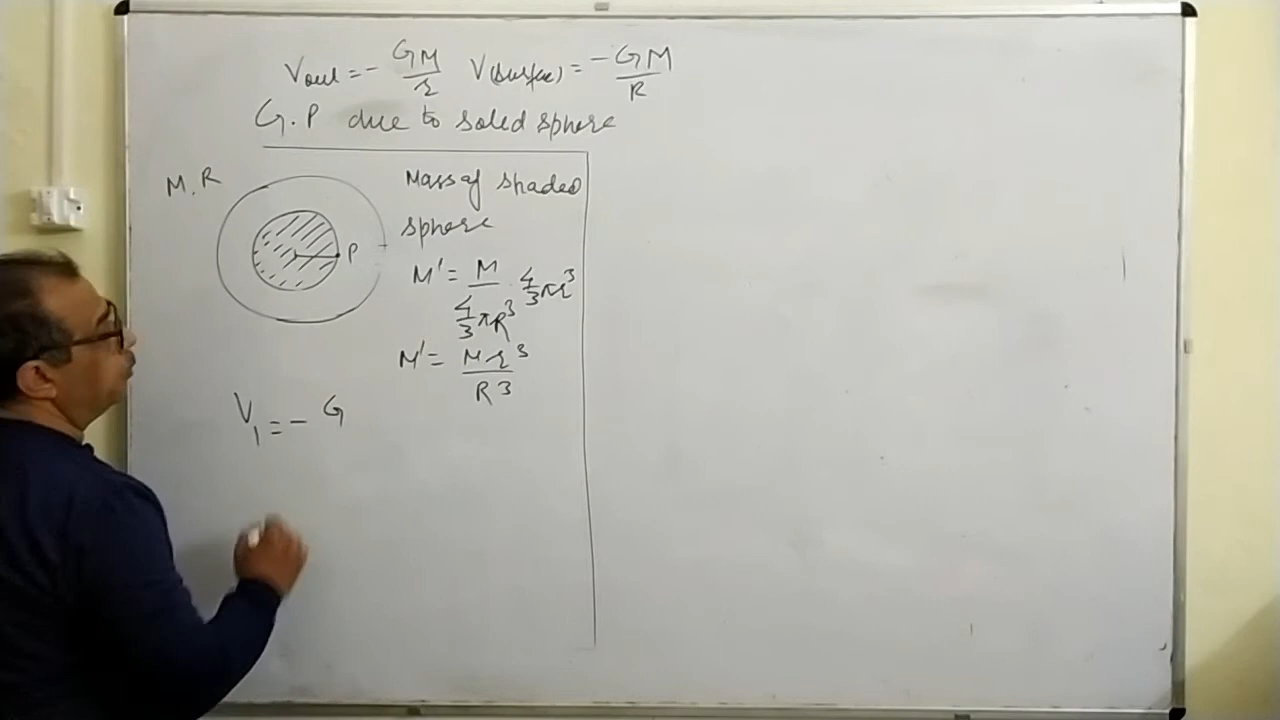 Vout = - GM/r V(surface) = - GM/R
G.P due to solid sphere
M, R
Mass of shaded
sphere
P
M' = M/(4/3 πR³) · 4/3 πr³
M' = Mr³/R³
V₁ = - G